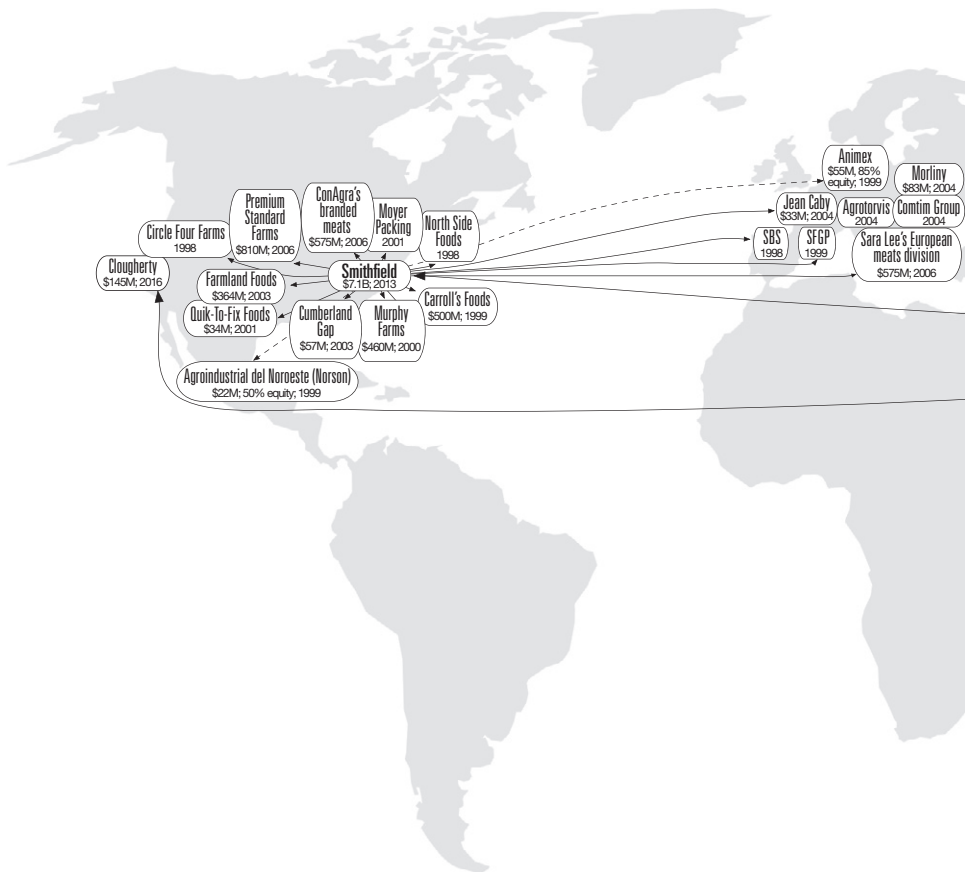 Animex
$55M, 85%
equity; 1999
Morliny
$83M; 2004
Jean Caby
$33M; 2004
Agrotorvis
2004
Comtim Group
2004
SBS
1998
SFGP
1999
Sara Lee's European
meats division
$575M; 2006
Premium
Standard
Farms
$810M; 2006
ConAgra's
branded
meats
$575M; 2006
Moyer
Packing
2001
North Side
Foods
1998
Circle Four Farms
1998
Clougherty
$145M; 2016
Smithfield
$7.1B; 2013
Farmland Foods
$364M; 2003
Quik-To-Fix Foods
$34M; 2001
Cumberland
Gap
$57M; 2003
Murphy
Farms
$460M; 2000
Carroll's Foods
$500M; 1999
Agroindustrial del Noroeste (Norson)
$22M; 50% equity; 1999